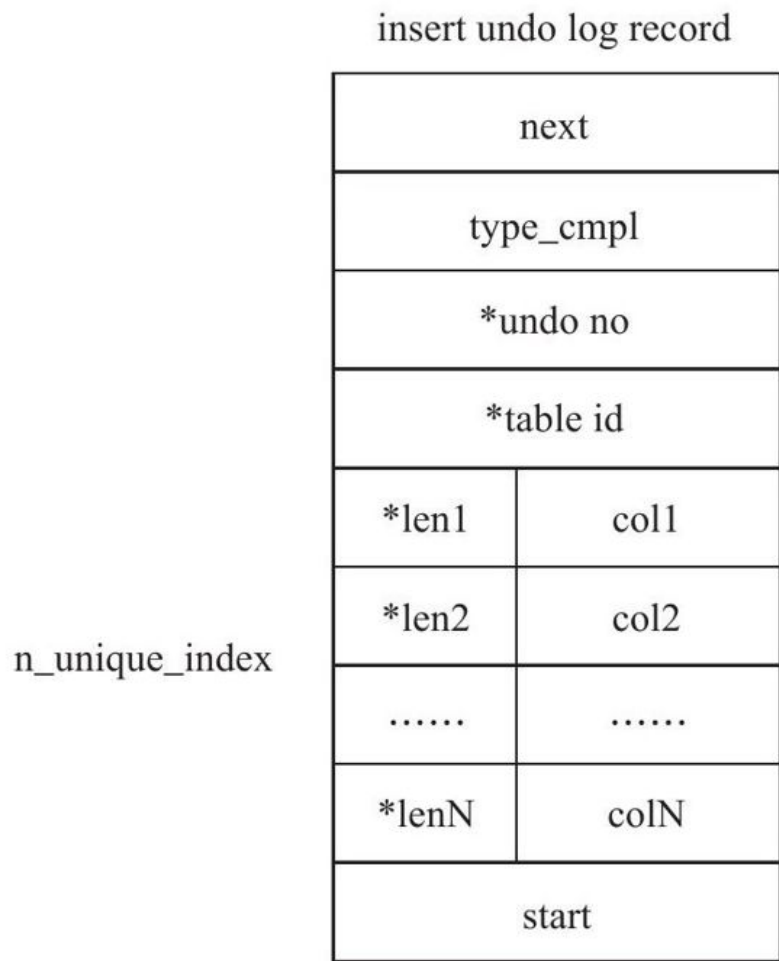 insert undo log record
next
type_cmpl
*undo no
*table id
*len1 col1
*len2 col2
n_unique_index
…… ……
*lenN colN
start